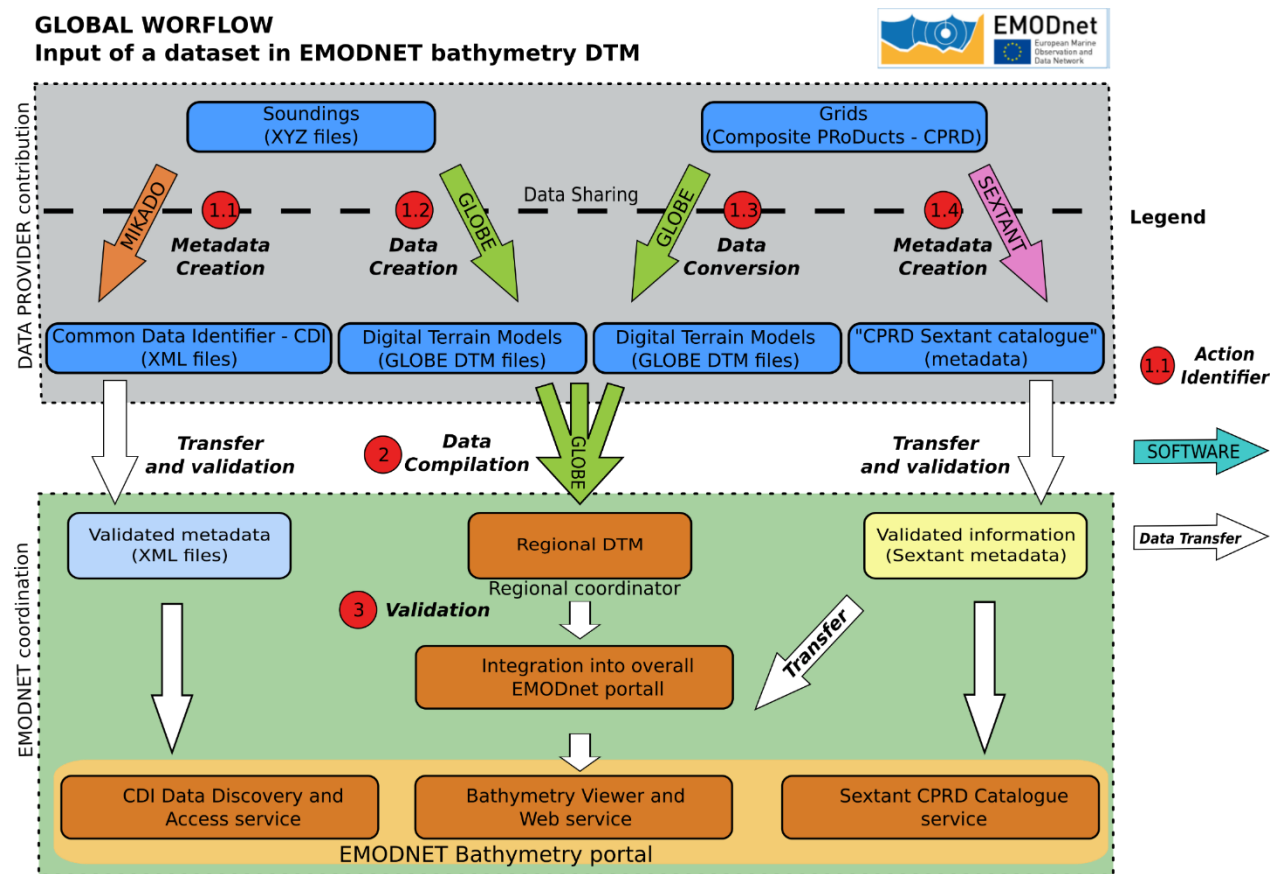 GLOBAL WORFLOW
Input of a dataset in EMODNET bathymetry DTM
EMODnet
European Marine
Observation and
Data Network
DATA PROVIDER contribution
Soundings
(XYZ files)
Grids
(Composite PRoDucts - CPRD)
MIKADO
1.1
Metadada
Creation
1.2
Data
Creation
GLOBE
Data Sharing
GLOBE
1.3
Data
Conversion
1.4
Metadada
Creation
SEXTANT
Common Data Identifier - CDI
(XML files)
Digital Terrain Models
(GLOBE DTM files)
Digital Terrain Models
(GLOBE DTM files)
"CPRD Sextant catalogue"
(metadata)
Legend
1.1
Action
Identifier
SOFTWARE
Data Transfer
Transfer
and validation
2
Data
Compilation
GLOBE
Transfer
and validation
EMODNET coordination
Validated metadata
(XML files)
Regional DTM
Regional coordinator
Validated information
(Sextant metadata)
3
Validation
Transfer
Integration into overall
EMODnet portall
CDI Data Discovery and
Access service
Bathymetry Viewer and
Web service
Sextant CPRD Catalogue
service
EMODNET Bathymetry portal